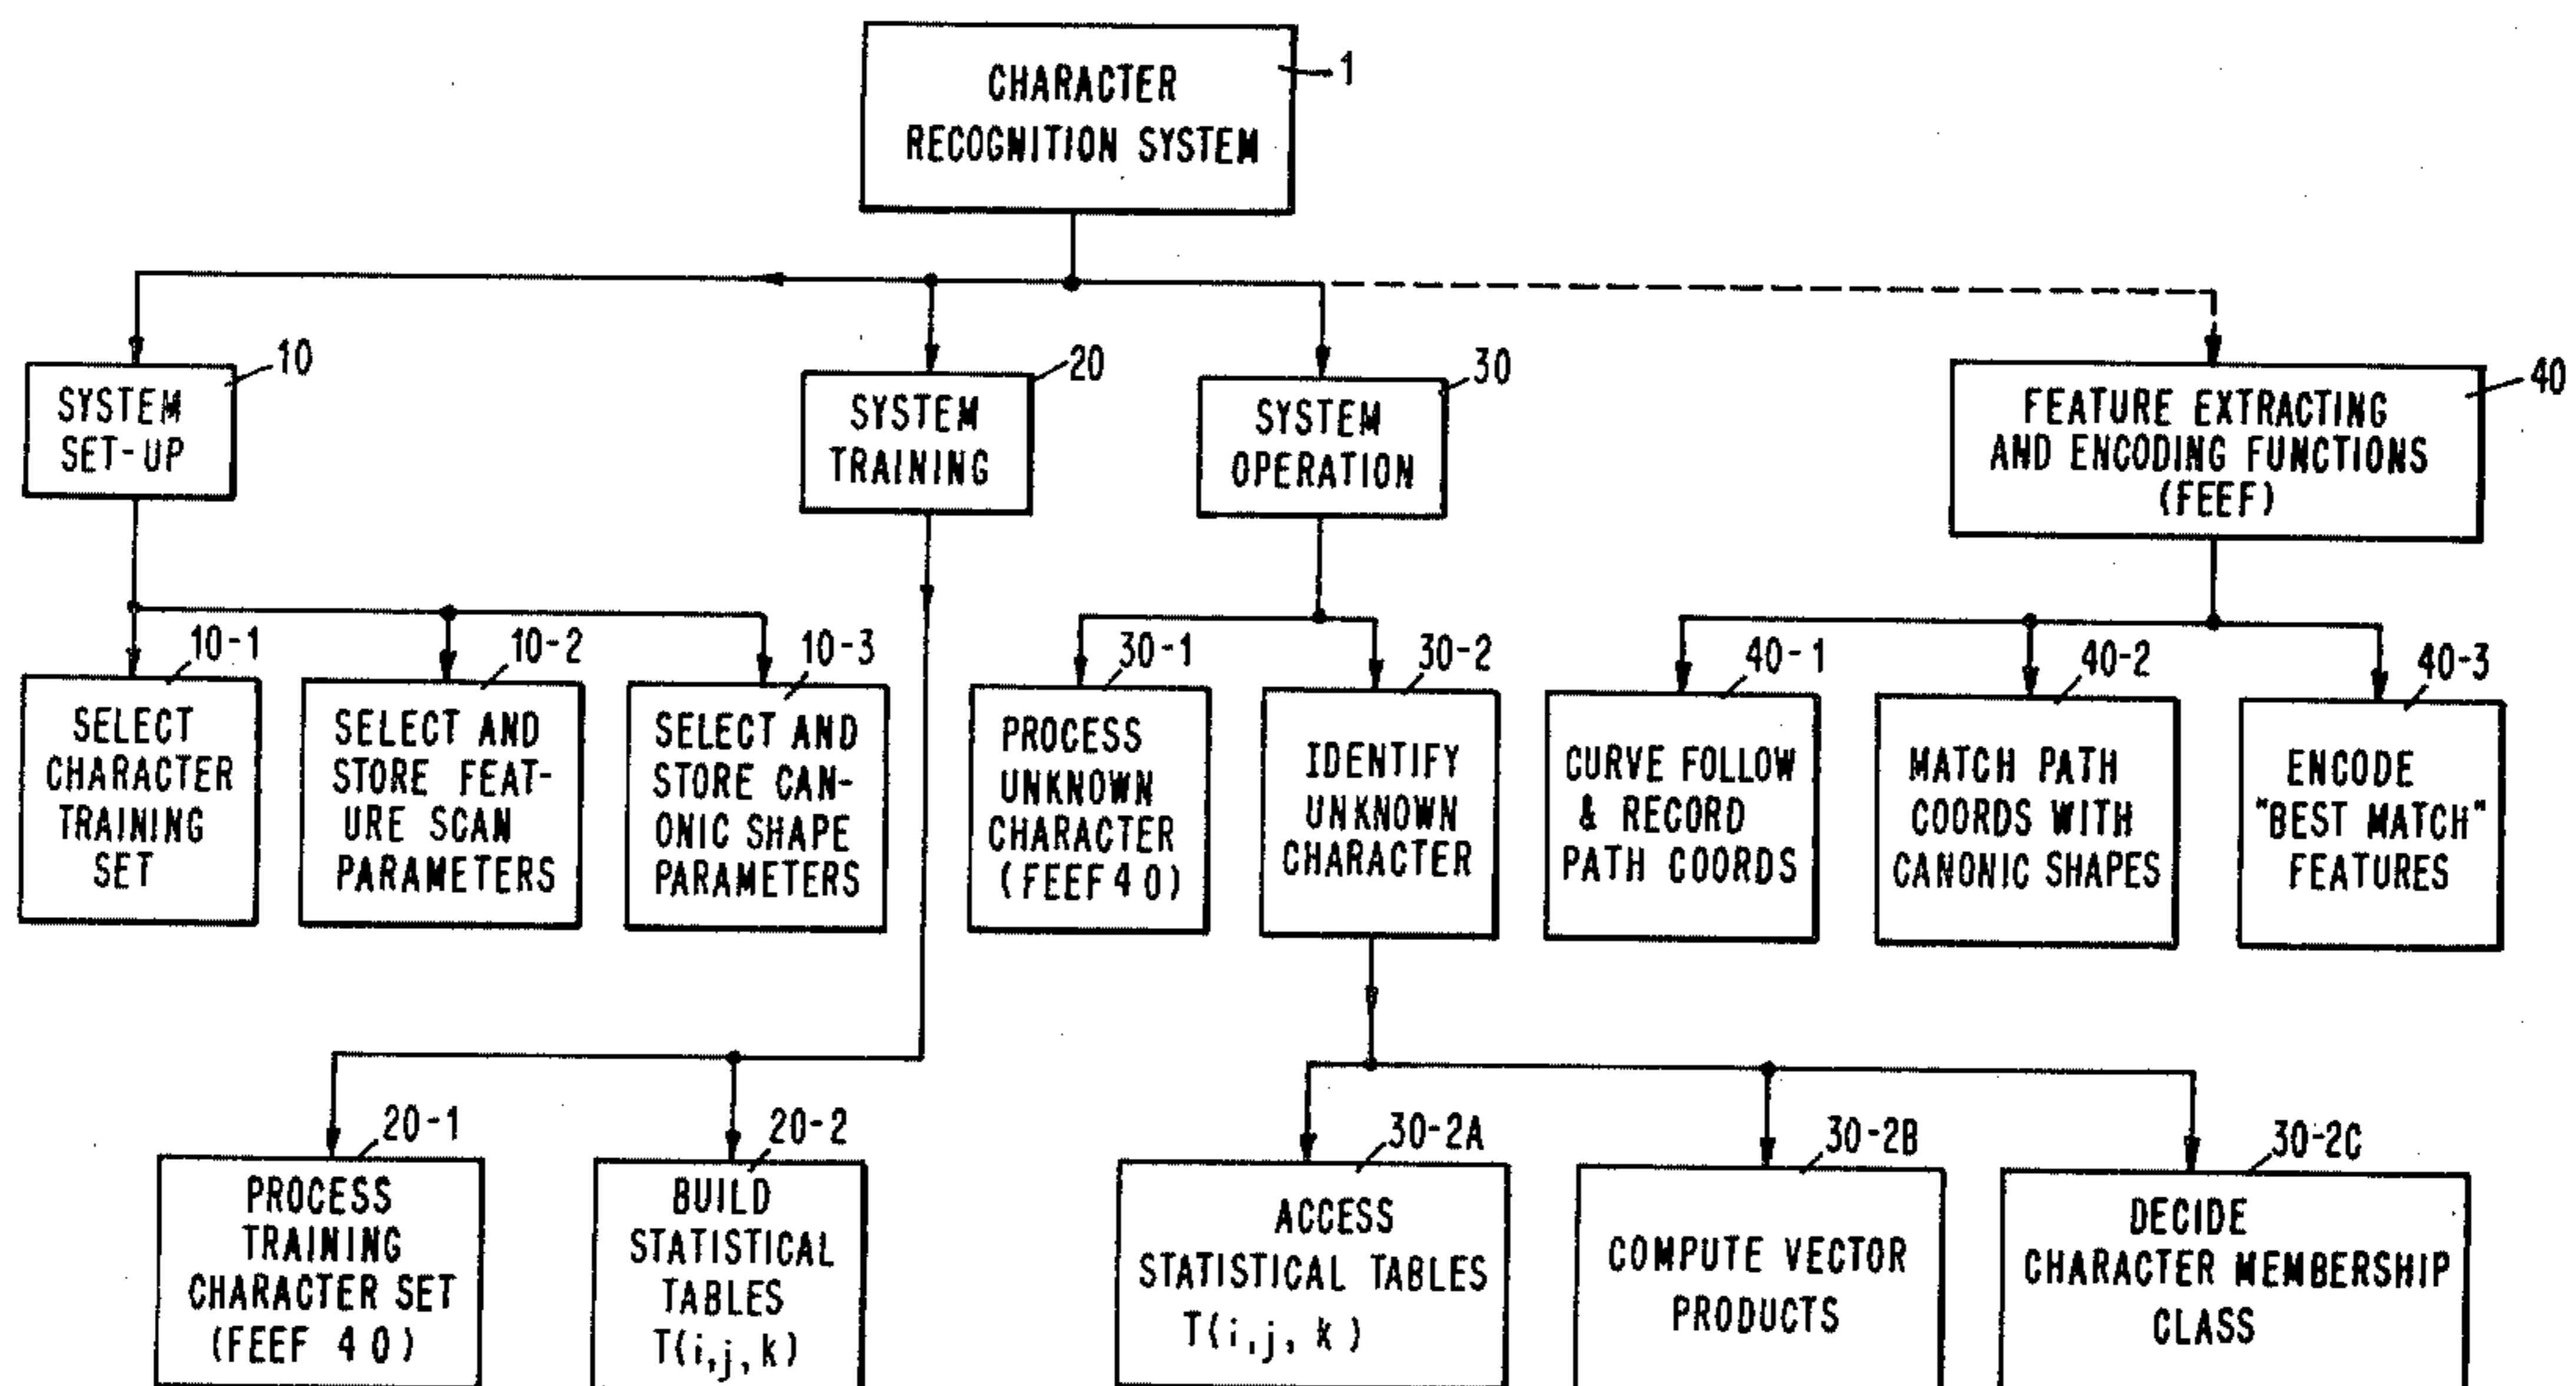 CHARACTER
RECOGNITION SYSTEM
1
SYSTEM
SET-UP
10
SYSTEM
TRAINING
20
SYSTEM
OPERATION
30
FEATURE EXTRACTING
AND ENCODING FUNCTIONS
(FEEF)
40
10-1
SELECT
CHARACTER
TRAINING
SET
10-2
SELECT AND
STORE FEAT-
URE SCAN
PARAMETERS
10-3
SELECT AND
STORE CAN-
ONIC SHAPE
PARAMETERS
30-1
PROCESS
UNKNOWN
CHARACTER
(FEEF 40)
30-2
IDENTIFY
UNKNOWN
CHARACTER
40-1
CURVE FOLLOW
& RECORD
PATH COORDS
40-2
MATCH PATH
COORDS WITH
CANONIC SHAPES
40-3
ENCODE
"BEST MATCH"
FEATURES
20-1
PROCESS
TRAINING
CHARACTER SET
(FEEF 40)
20-2
BUILD
STATISTICAL
TABLES
T(i,j,k)
30-2A
ACCESS
STATISTICAL TABLES
T(i,j,k)
30-2B
COMPUTE VECTOR
PRODUCTS
30-2C
DECIDE
CHARACTER MEMBERSHIP
CLASS